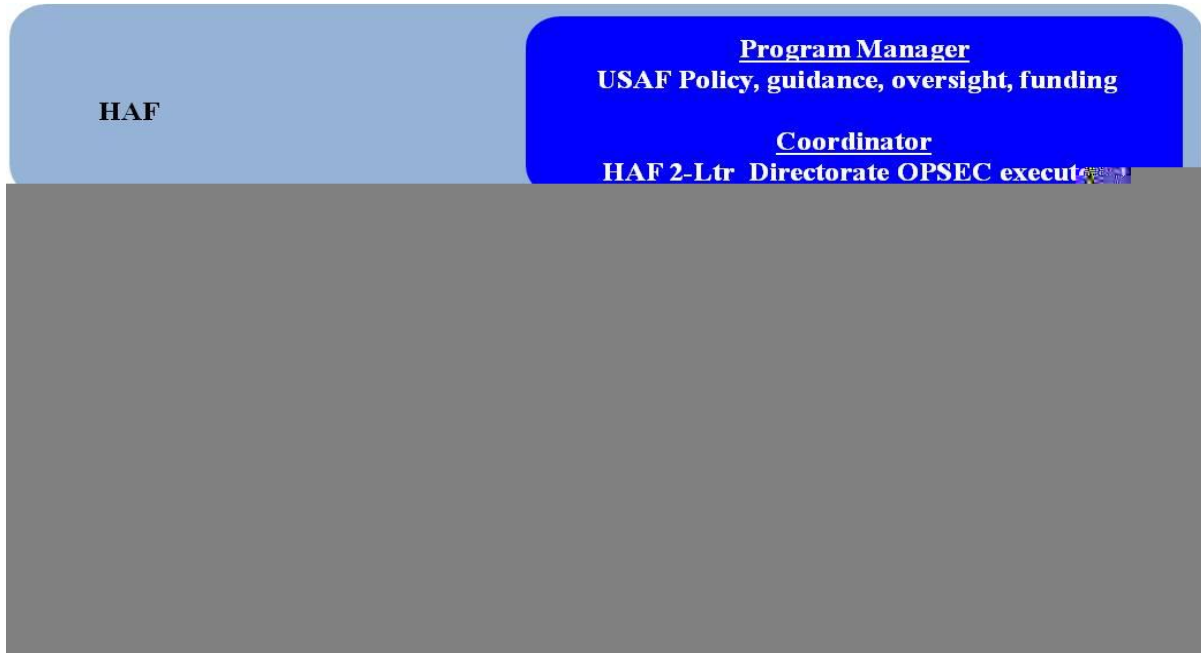 HAF
Program Manager
USAF Policy, guidance, oversight, funding
Coordinator
HAF 2-Ltr Directorate OPSEC